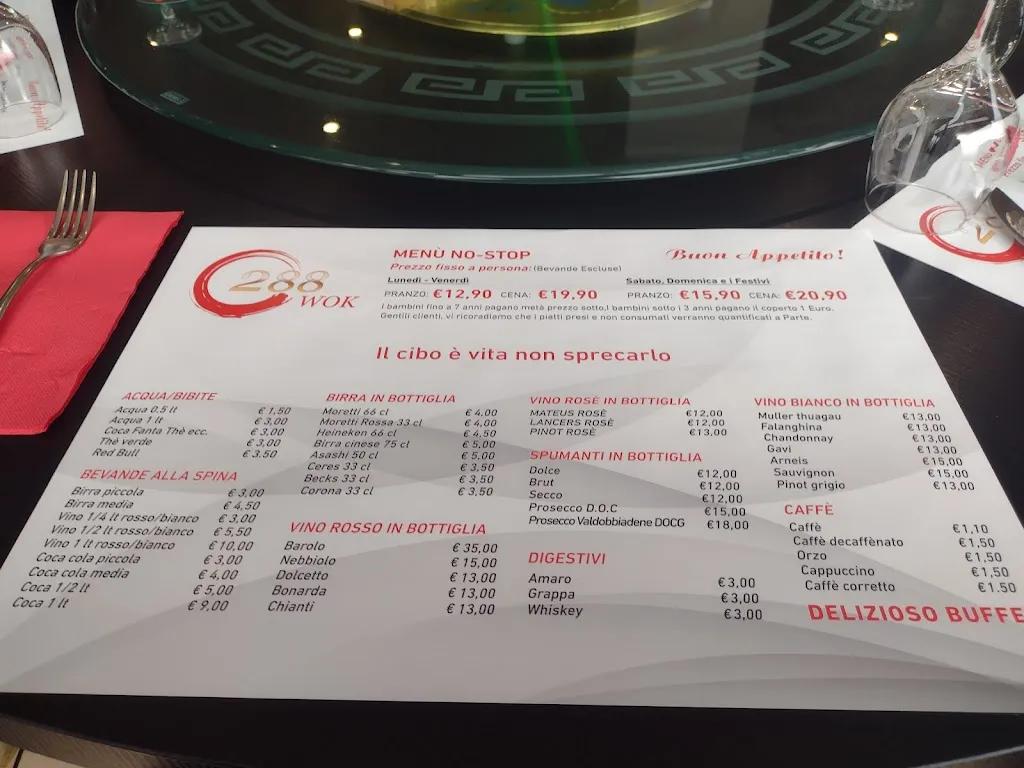 288
WOK
MENÙ NO-STOP
Prezzo fisso a persona: (Bevande Escluse)
Buon Appetito!
Lunedì - Venerdì
PRANZO: €12,90 CENA: €19,90
Sabato, Domenica e i Festivi
PRANZO: €15,90 CENA: €20,90
I bambini fino a 7 anni pagano metà prezzo sotto,I bambini sotto i 3 anni pagano il coperto 1 Euro.
Gentili clienti, vi ricoradiamo che i piatti presi e non consumati verranno quantificati a Parte.
Il cibo è vita non sprecarlo
ACQUA/BIBITE
Acqua 0.5 lt €1,50
Acqua 1 lt € 3,00
Coca Fanta Thè ecc. € 3.00
Thè verde € 3,00
Red Bull € 3.50
BEVANDE ALLA SPINA
Birra piccola € 3,00
Birra media € 4,50
Vino 1/4 lt rosso/bianco € 3,00
Vino 1/2 lt rosso/bianco € 5,50
Vino 1 lt rosso/bianco € 10,00
Coca cola piccola € 3,00
Coca cola media € 4,00
Coca 1/2 lt € 5,00
Coca 1 lt € 9,00
BIRRA IN BOTTIGLIA
Moretti 66 cl € 4,00
Moretti Rossa 33 cl € 4,00
Heineken 66 cl € 4,50
Birra cinese 75 cl € 5,00
Asashi 50 cl € 5,00
Ceres 33 cl € 3,50
Becks 33 cl € 3,50
Corona 33 cl € 3,50
VINO ROSSO IN BOTTIGLIA
Barolo € 35,00
Nebbiolo € 15,00
Dolcetto € 13,00
Bonarda € 13,00
Chianti € 13,00
VINO ROSÈ IN BOTTIGLIA
MATEUS ROSÈ €12,00
LANCERS ROSÈ €12,00
PINOT ROSÈ €13,00
SPUMANTI IN BOTTIGLIA
Dolce €12,00
Brut €12,00
Secco €12,00
Prosecco D.O.C €15,00
Prosecco Valdobbiadene DOCG €18,00
DIGESTIVI
Amaro €3,00
Grappa €3,00
Whiskey €3,00
VINO BIANCO IN BOTTIGLIA
Muller thuagau €13,00
Falanghina €13,00
Chandonnay €13,00
Gavi €13,00
Arneis €15,00
Sauvignon €15,00
Pinot grigio €13,00
CAFFÈ
Caffè €1,10
Caffè decaffènato €1,50
Orzo €1,50
Cappuccino €1,50
Caffè corretto €1.50
DELIZIOSO BUFFE